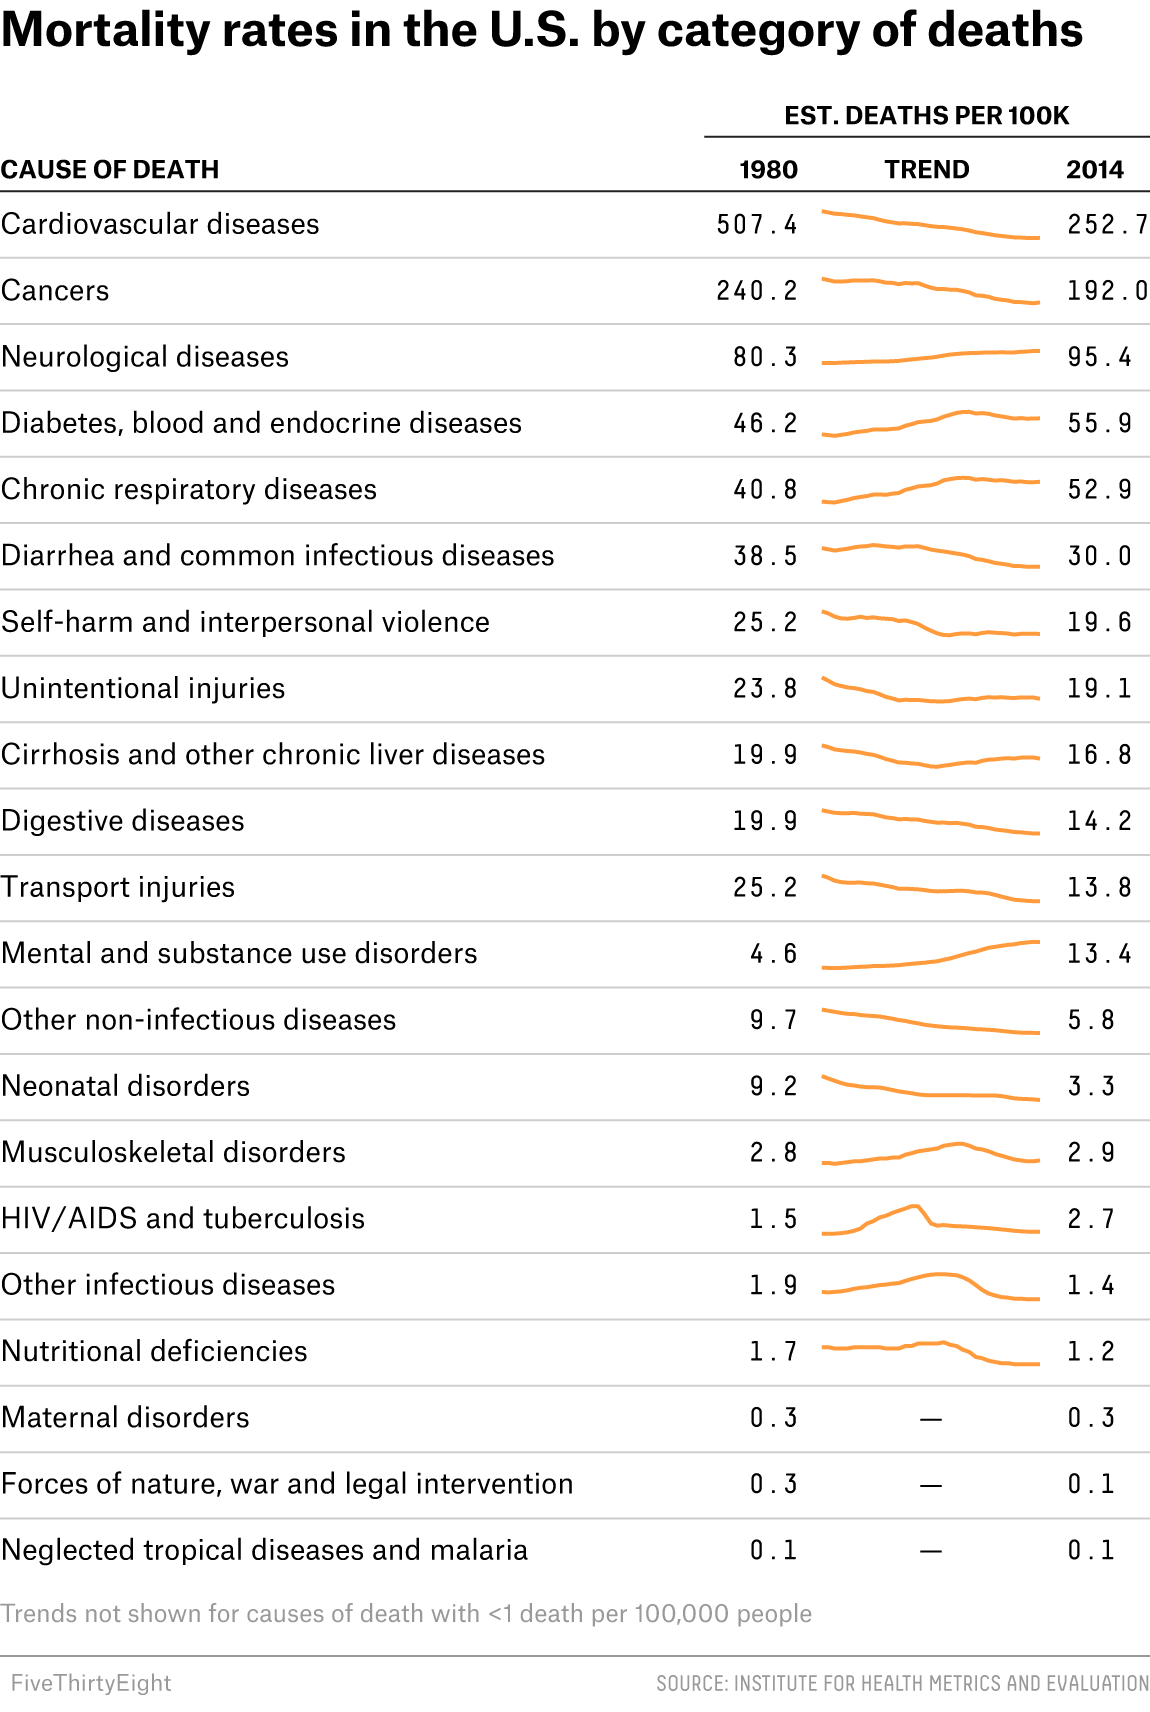 Mortality rates in the U.S. by category of deaths
EST. DEATHS PER 100K
CAUSE OF DEATH 1980 TREND 2014
Cardiovascular diseases 507.4 252.7
Cancers 240.2 192.0
Neurological diseases 80.3 95.4
Diabetes, blood and endocrine diseases 46.2 55.9
Chronic respiratory diseases 40.8 52.9
Diarrhea and common infectious diseases 38.5 30.0
Self-harm and interpersonal violence 25.2 19.6
Unintentional injuries 23.8 19.1
Cirrhosis and other chronic liver diseases 19.9 16.8
Digestive diseases 19.9 14.2
Transport injuries 25.2 13.8
Mental and substance use disorders 4.6 13.4
Other non-infectious diseases 9.7 5.8
Neonatal disorders 9.2 3.3
Musculoskeletal disorders 2.8 2.9
HIV/AIDS and tuberculosis 1.5 2.7
Other infectious diseases 1.9 1.4
Nutritional deficiencies 1.7 1.2
Maternal disorders 0.3 — 0.3
Forces of nature, war and legal intervention 0.3 — 0.1
Neglected tropical diseases and malaria 0.1 — 0.1
Trends not shown for causes of death with <1 death per 100,000 people
FiveThirtyEight SOURCE: INSTITUTE FOR HEALTH METRICS AND EVALUATION